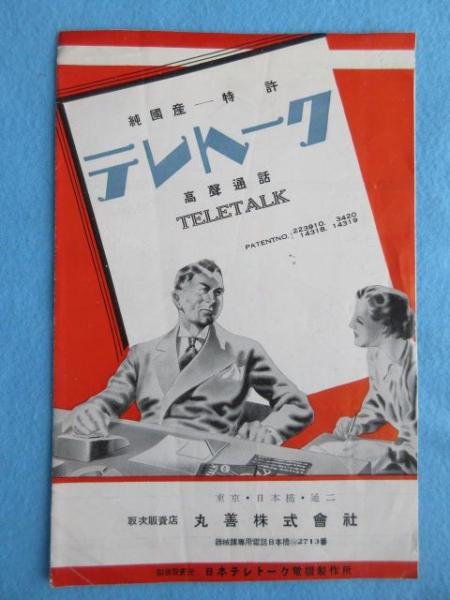 純國産─特許
テレトーク
高聲通話
TELETALK
PATENTNO.: 223910. 3420
14318. 14319
東京・日本橋・通二
取次販賣店 丸善株式會社
器械課專用電話日本橋㉔2713番
日本テレトーク電機製作所